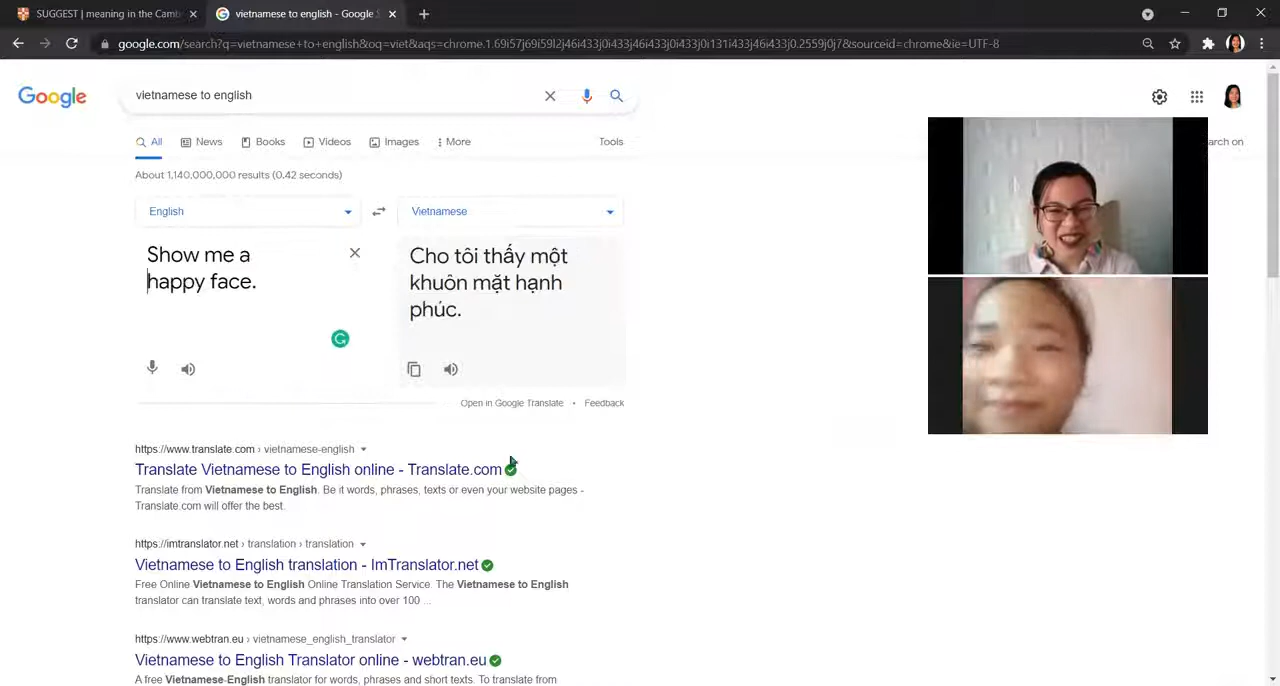 SUGGEST | meaning in the Camb
vietnamese to english - Google S
google.com/search?q=vietnamese+to+english&oq=viet&aqs=chrome.1.69i57j69i59l2j46i433j0i433j46i433j0i433j0i131i433j46i433j0.2559j0j7&sourceid=chrome&ie=UTF-8
Google
vietnamese to english
All
News
Books
Videos
Images
More
Tools
arch on
About 1,140,000,000 results (0.42 seconds)
English
Vietnamese
Show me a
happy face.
Cho tôi thấy một
khuôn mặt hạnh
phúc.
Open in Google Translate • Feedback
https://www.translate.com › vietnamese-english
Translate Vietnamese to English online - Translate.com
Translate from Vietnamese to English. Be it words, phrases, texts or even your website pages -
Translate.com will offer the best.
https://imtranslator.net › translation › translation
Vietnamese to English translation - ImTranslator.net
Free Online Vietnamese to English Online Translation Service. The Vietnamese to English
translator can translate text, words and phrases into over 100 ...
https://www.webtran.eu › vietnamese_english_translator
Vietnamese to English Translator online - webtran.eu
A free Vietnamese-English translator for words, phrases and short texts. To translate from